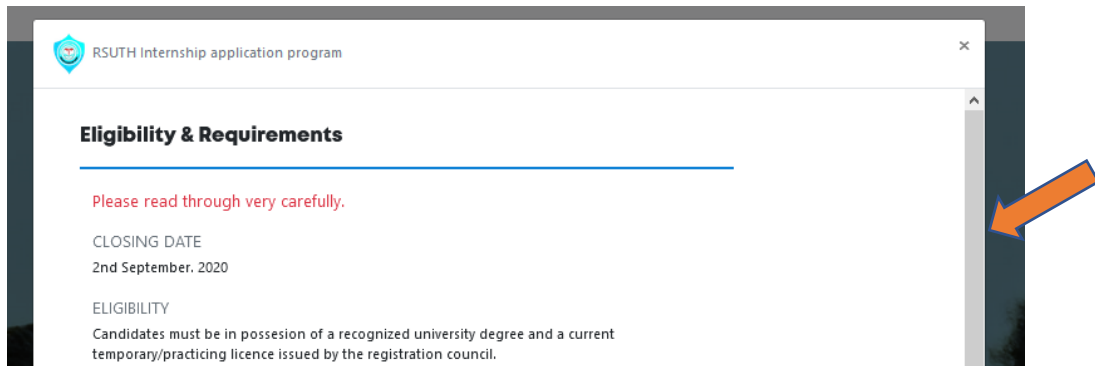 RSUTH Internship application program
×
Eligibility & Requirements
Please read through very carefully.
CLOSING DATE
2nd September. 2020
ELIGIBILITY
Candidates must be in possesion of a recognized university degree and a current
temporary/practicing licence issued by the registration council.